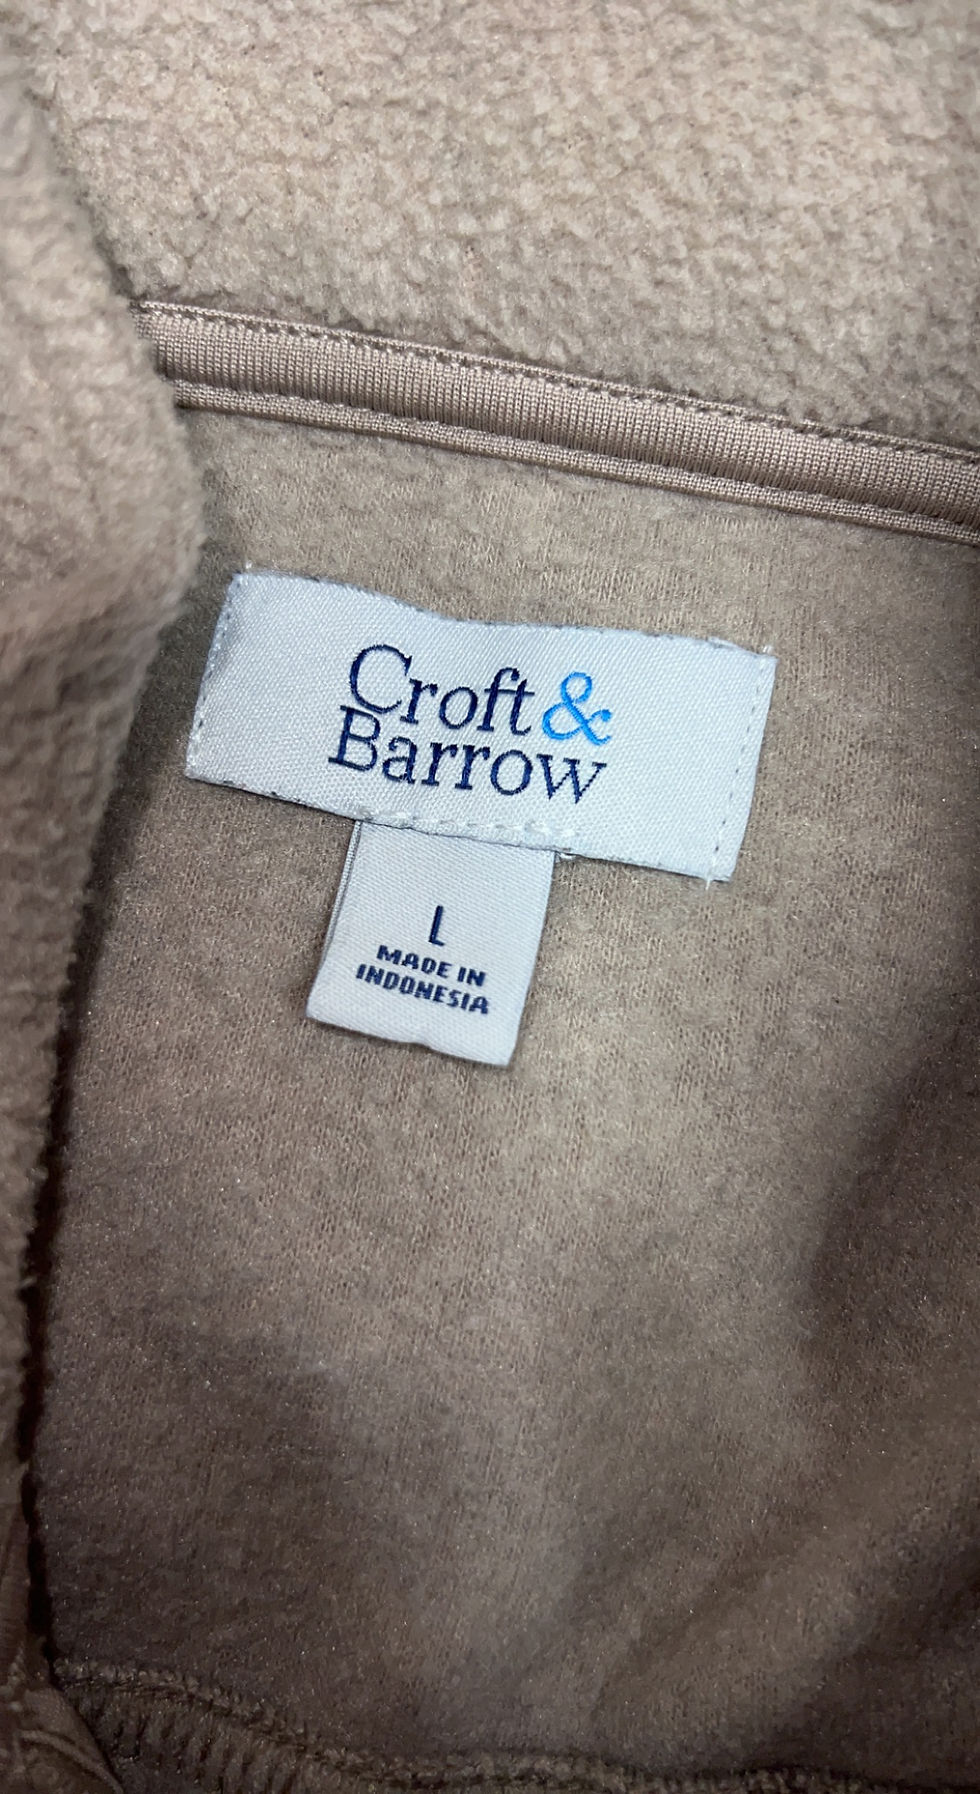 Croft &
Barrow
L
MADE IN
INDONESIA